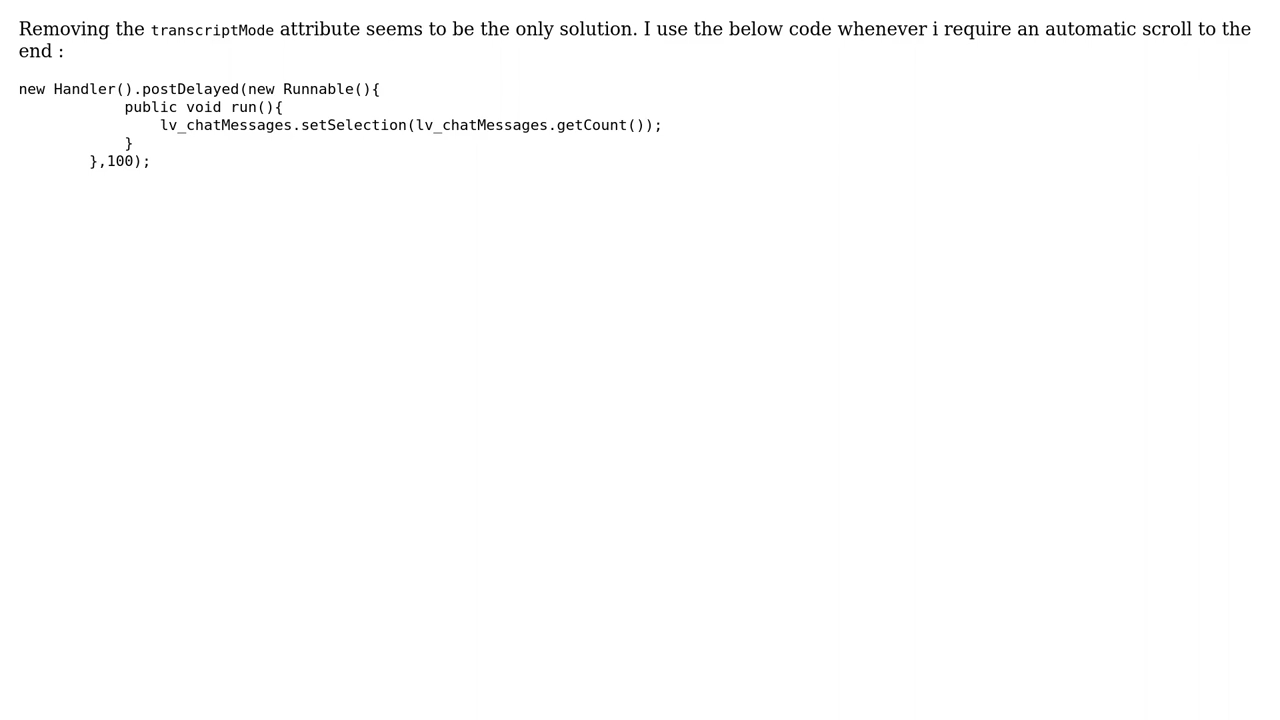 Removing the transcriptMode attribute seems to be the only solution. I use the below code whenever i require an automatic scroll to the
end :
new Handler().postDelayed(new Runnable(){
            public void run(){
                lv_chatMessages.setSelection(lv_chatMessages.getCount());
            }
        },100);